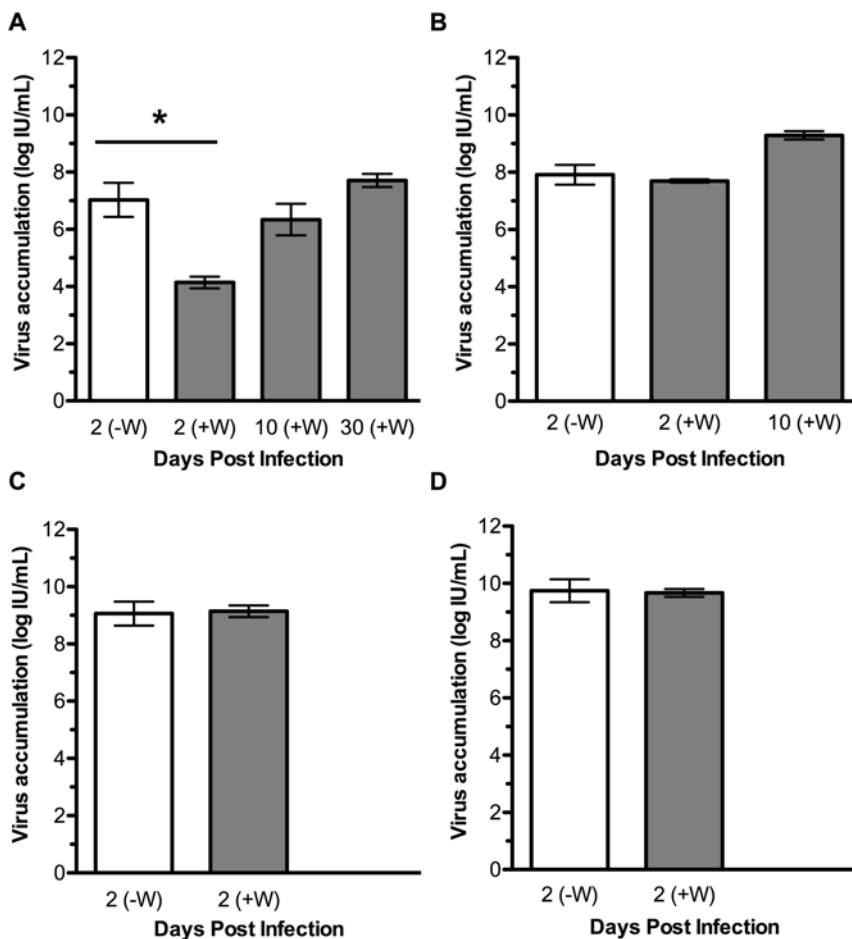 A
Virus accumulation (log IU/mL)
12
10
8
6
4
2
0
*
2 (-W) 2 (+W) 10 (+W) 30 (+W)
Days Post Infection
B
Virus accumulation (log IU/mL)
12
10
8
6
4
2
0
2 (-W) 2 (+W) 10 (+W)
Days Post Infection
C
Virus accumulation (log IU/mL)
12
10
8
6
4
2
0
2 (-W) 2 (+W)
Days Post Infection
D
Virus accumulation (log IU/mL)
12
10
8
6
4
2
0
2 (-W) 2 (+W)
Days Post Infection